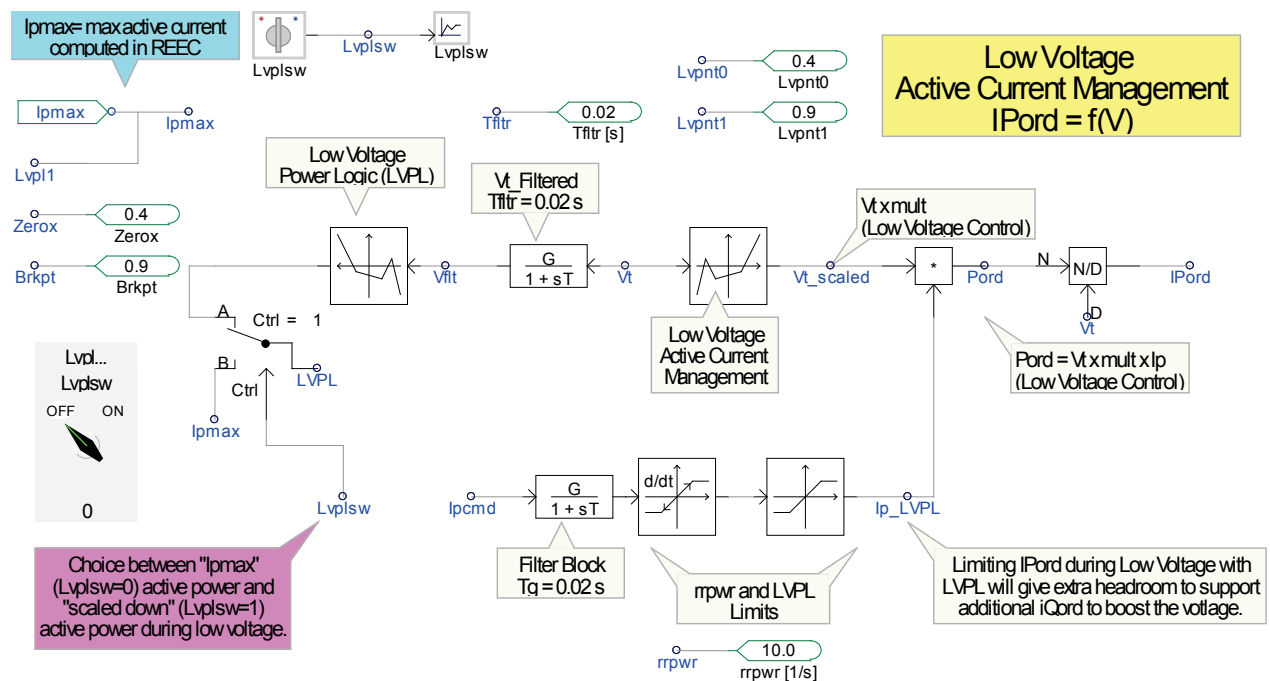 Ipmax= max active current
computed in REEC
Lvplsw
Lvplsw
Lvplsw
Low Voltage
Active Current Management
IPord = f(V)
Lvpnt0
0.4
Lvpnt0
Ipmax
Ipmax
Tfltr
0.02
Tfltr [s]
Lvpnt1
0.9
Lvpnt1
Lvpl1
Low Voltage
Power Logic (LVPL)
Vt_Filtered
Tfltr = 0.02 s
Vt x mult
(Low Voltage Control)
Zerox
0.4
Zerox
Brkpt
0.9
Brkpt
Vflt
G
1 + sT
Vt
Vt_scaled
*
Pord
N
N/D
IPord
D
Vt
A
Ctrl = 1
B
Ctrl
LVPL
Ipmax
Low Voltage
Active Current
Management
Pord = Vt x mult x Ip
(Low Voltage Control)
Lvpl...
Lvplsw
OFF ON
0
Lvplsw
Ipcmd
G
1 + sT
d/dt
Ip_LVPL
Choice between "Ipmax"
(Lvplsw=0) active power and
"scaled down" (Lvplsw=1)
active power during low voltage.
Filter Block
Tg = 0.02 s
rrpwr and LVPL
Limits
Limiting IPord during Low Voltage with
LVPL will give extra headroom to support
additional iQord to boost the votlage.
rrpwr
10.0
rrpwr [1/s]